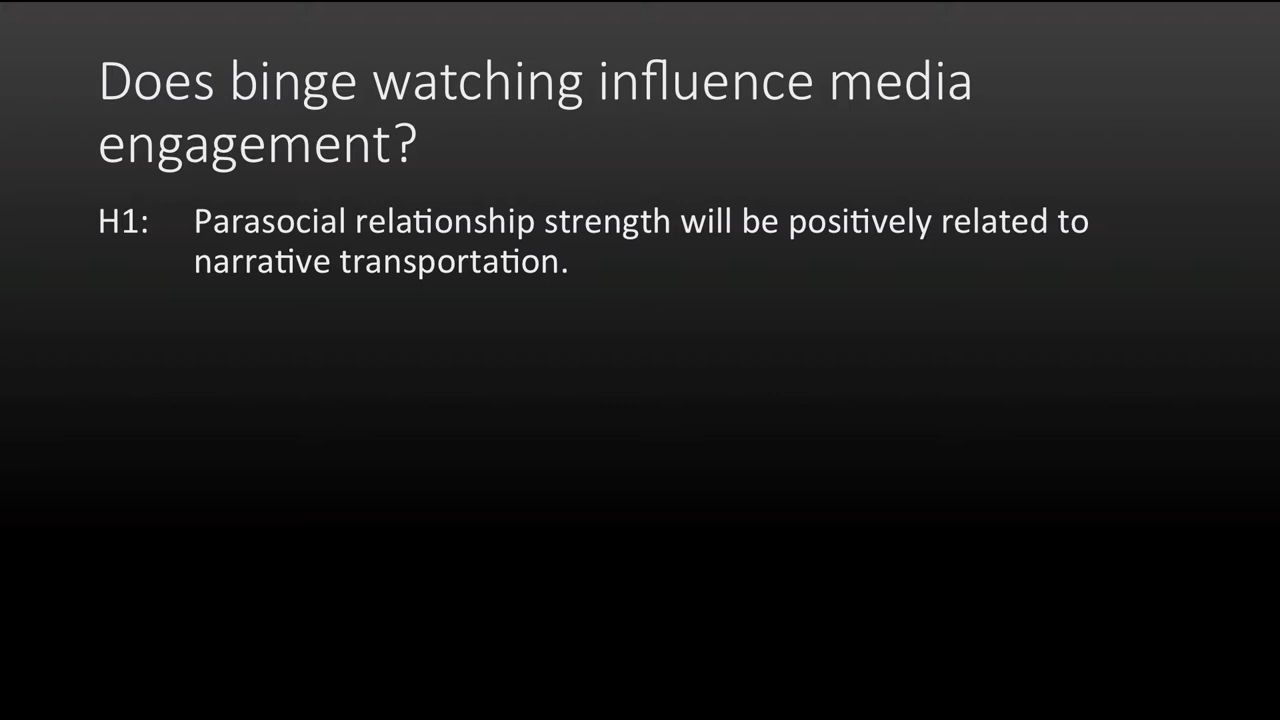 Does binge watching influence media
engagement?
H1: Parasocial relationship strength will be positively related to
narrative transportation.